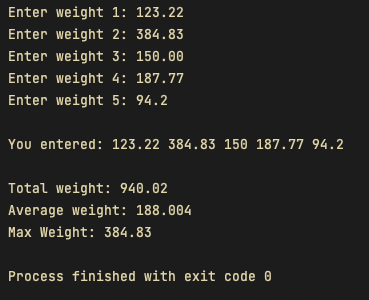 Enter weight 1: 123.22
Enter weight 2: 384.83
Enter weight 3: 150.00
Enter weight 4: 187.77
Enter weight 5: 94.2
You entered: 123.22 384.83 150 187.77 94.2
Total weight: 940.02
Average weight: 188.004
Max Weight: 384.83
Process finished with exit code 0